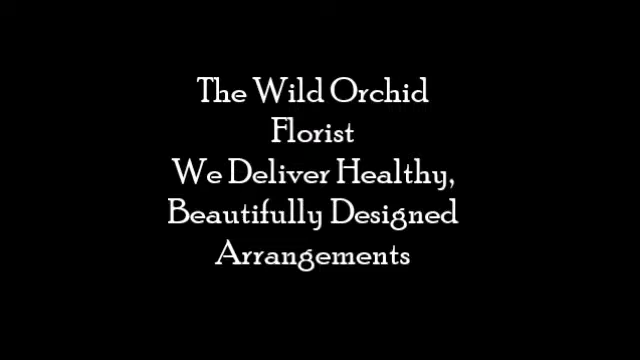 The Wild Orchid
Florist
We Deliver Healthy,
Beautifully Designed
Arrangements